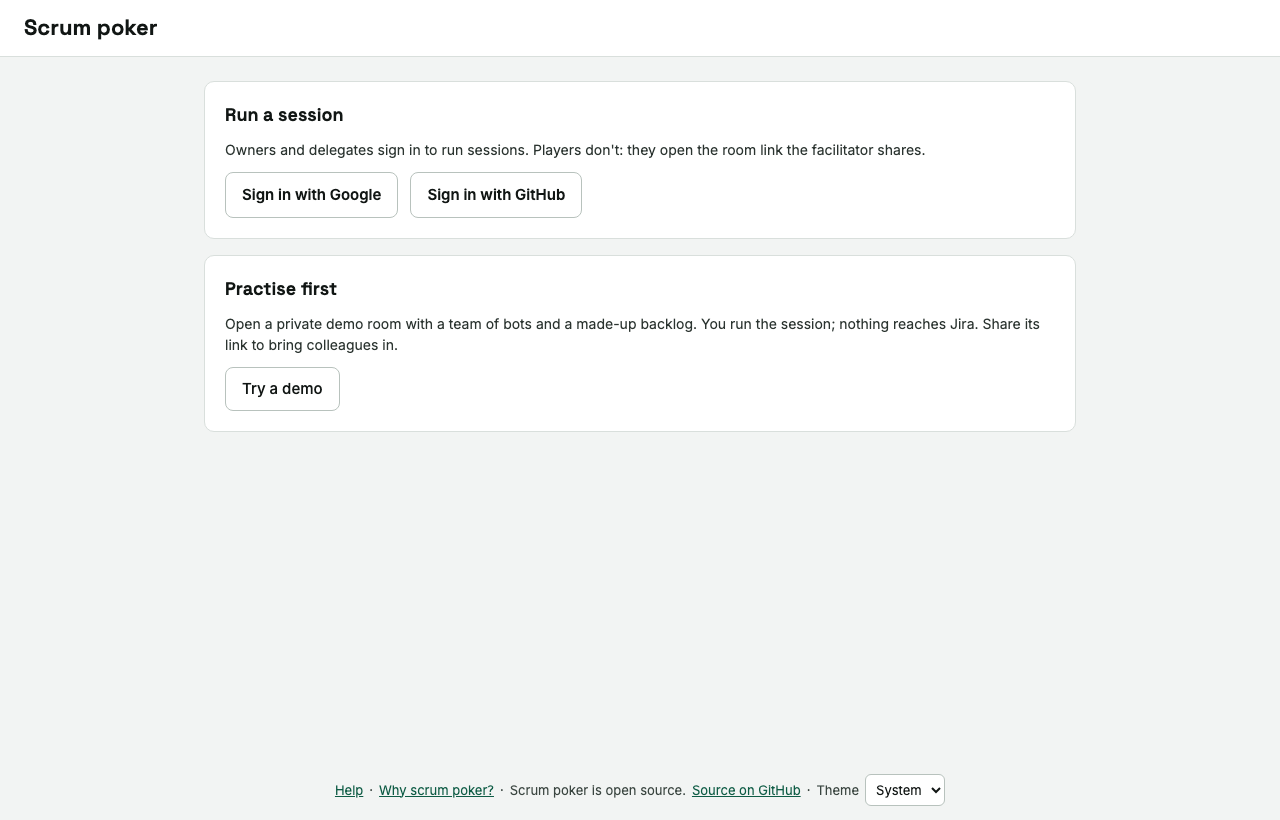 Scrum poker
Run a session
Owners and delegates sign in to run sessions. Players don't: they open the room link the facilitator shares.
Sign in with Google
Sign in with GitHub
Practise first
Open a private demo room with a team of bots and a made-up backlog. You run the session; nothing reaches Jira. Share its
link to bring colleagues in.
Try a demo
Help · Why scrum poker? · Scrum poker is open source. Source on GitHub · Theme System